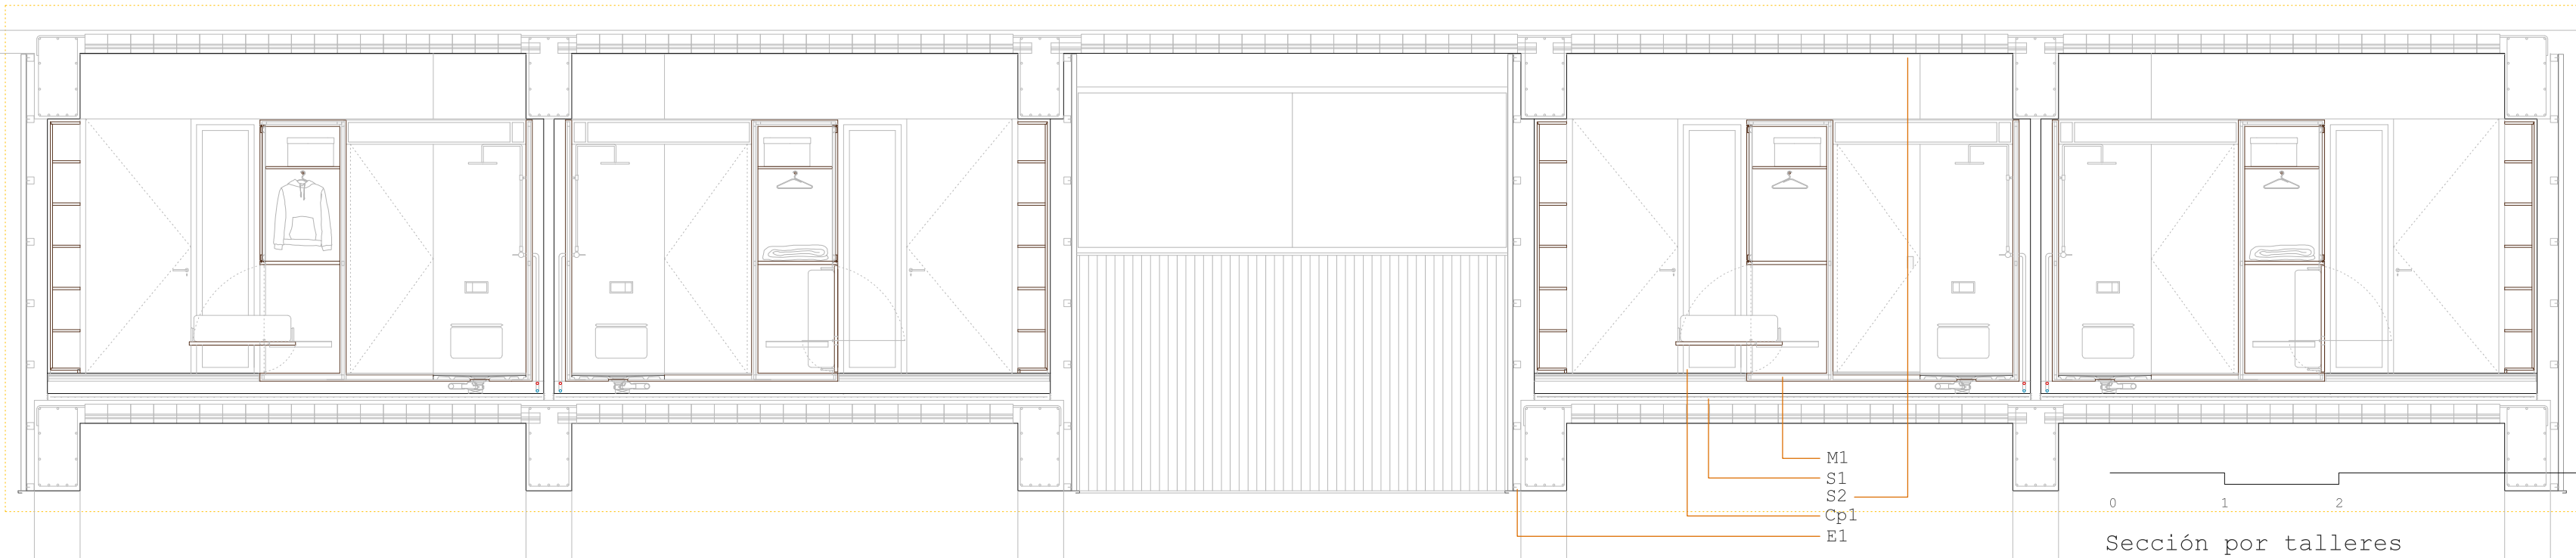 M1
S1
S2
Cp1
E1
0 1 2
Sección por talleres